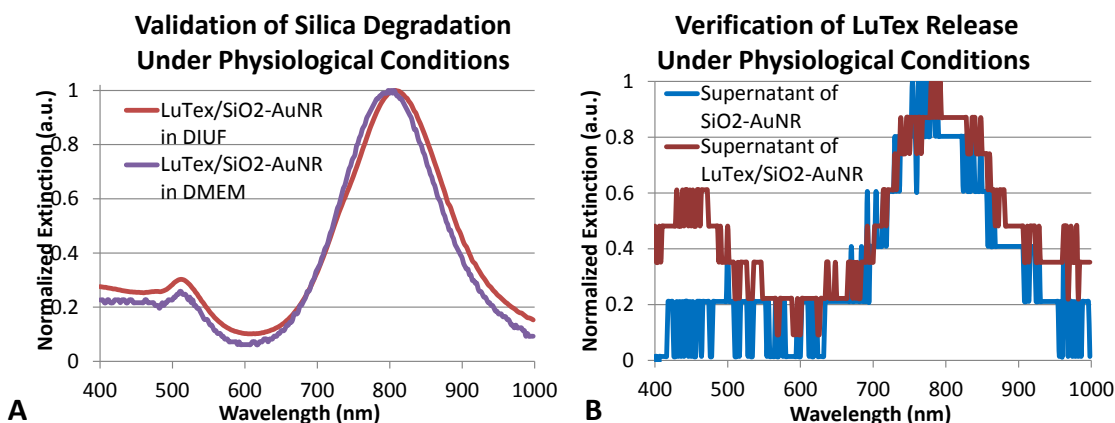 Validation of Silica Degradation
Under Physiological Conditions
1
0.8
0.6
0.4
0.2
0
Normalized Extinction (a.u.)
LuTex/SiO2-AuNR
in DIUF
LuTex/SiO2-AuNR
in DMEM
400 500 600 700 800 900 1000
Wavelength (nm)
A
Verification of LuTex Release
Under Physiological Conditions
1
0.8
0.6
0.4
0.2
0
Normalized Extinction (a.u.)
Supernatant of
SiO2-AuNR
Supernatant of
LuTex/SiO2-AuNR
400 500 600 700 800 900 1000
Wavelength (nm)
B